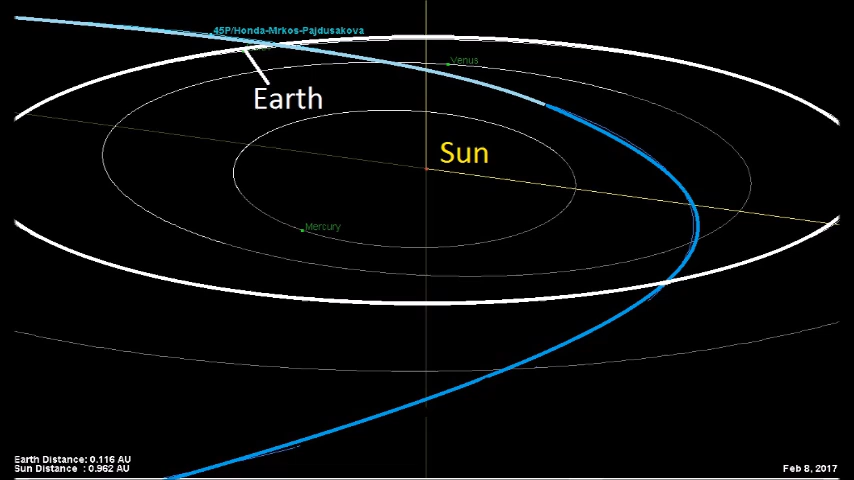 45P/Honda-Mrkos-Pajdusakova
Venus
Earth
Sun
Mercury
Earth Distance: 0.116 AU
Sun Distance : 0.962 AU
Feb 8, 2017